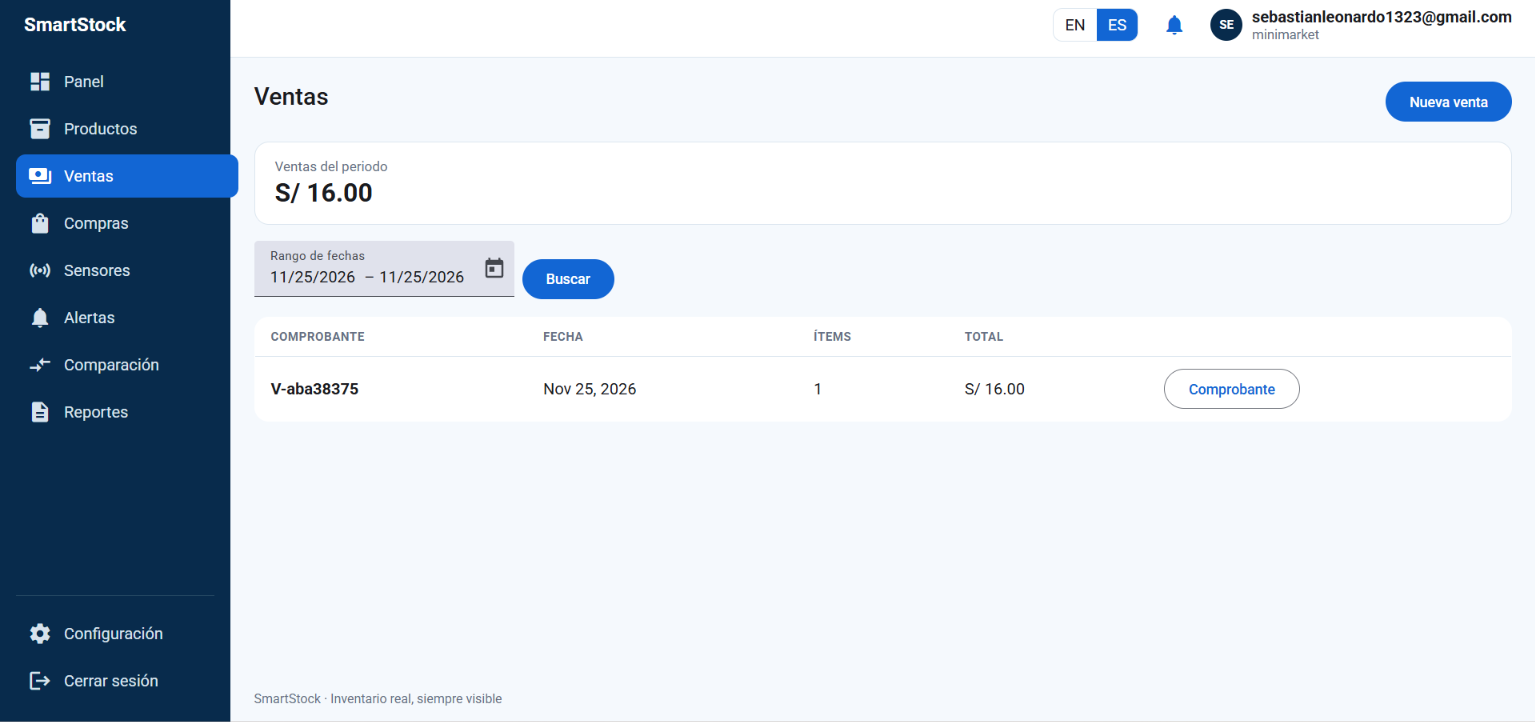 SmartStock
EN ES
SE
sebastianleonardo1323@gmail.com
minimarket
Panel
Productos
Ventas
Compras
Sensores
Alertas
Comparación
Reportes
Configuración
Cerrar sesión
Ventas
Nueva venta
Ventas del periodo
S/ 16.00
Rango de fechas
11/25/2026 – 11/25/2026
Buscar
COMPROBANTE FECHA ÍTEMS TOTAL
V-aba38375 Nov 25, 2026 1 S/ 16.00 Comprobante
SmartStock · Inventario real, siempre visible